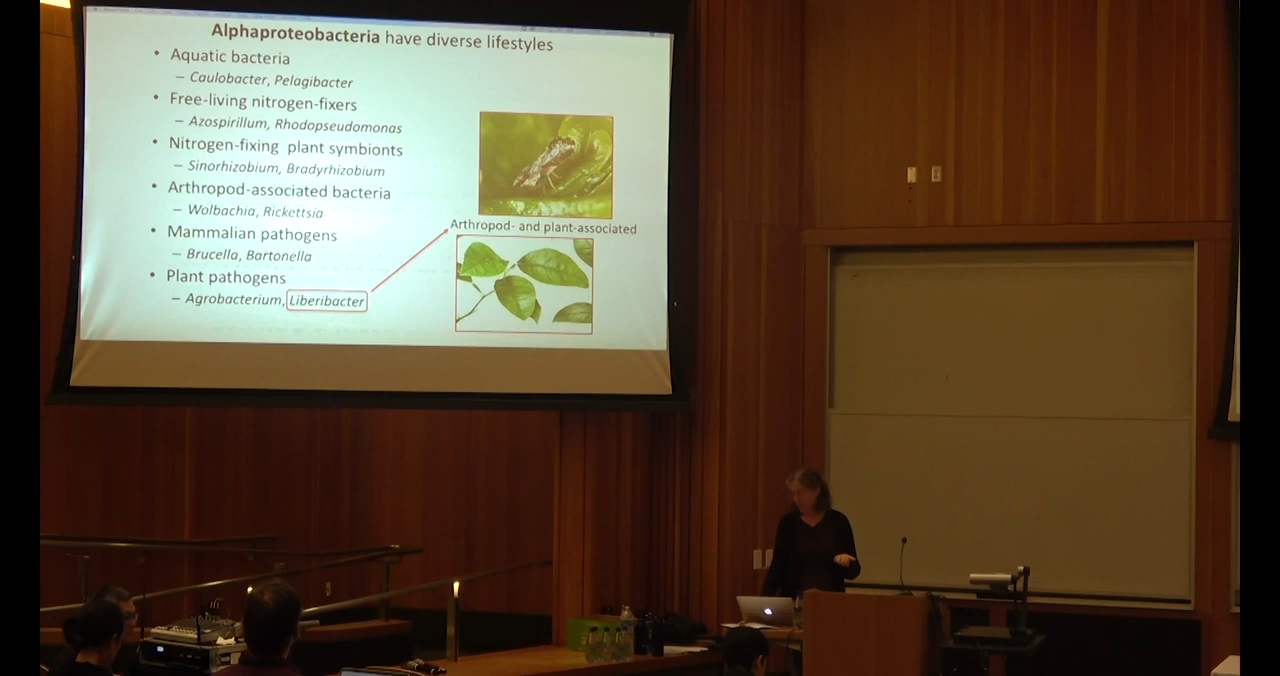 Alphaproteobacteria have diverse lifestyles
• Aquatic bacteria
– Caulobacter, Pelagibacter
• Free-living nitrogen-fixers
– Azospirillum, Rhodopseudomonas
• Nitrogen-fixing plant symbionts
– Sinorhizobium, Bradyrhizobium
• Arthropod-associated bacteria
– Wolbachia, Rickettsia
• Mammalian pathogens
– Brucella, Bartonella
• Plant pathogens
– Agrobacterium, Liberibacter
Arthropod- and plant-associated